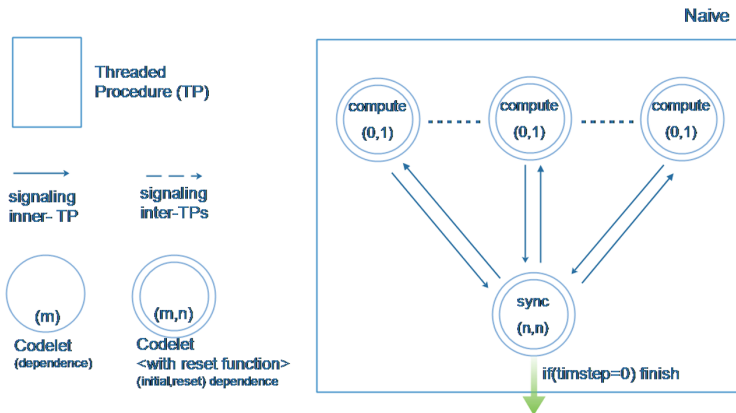 Naive
Threaded
Procedure (TP)
signaling
inner- TP
signaling
inter-TPs
(m)
Codelet
(dependence)
(m,n)
Codelet
<with reset function>
(initial,reset) dependence
compute
(0,1)
compute
(0,1)
compute
(0,1)
sync
(n,n)
if(timstep=0) finish